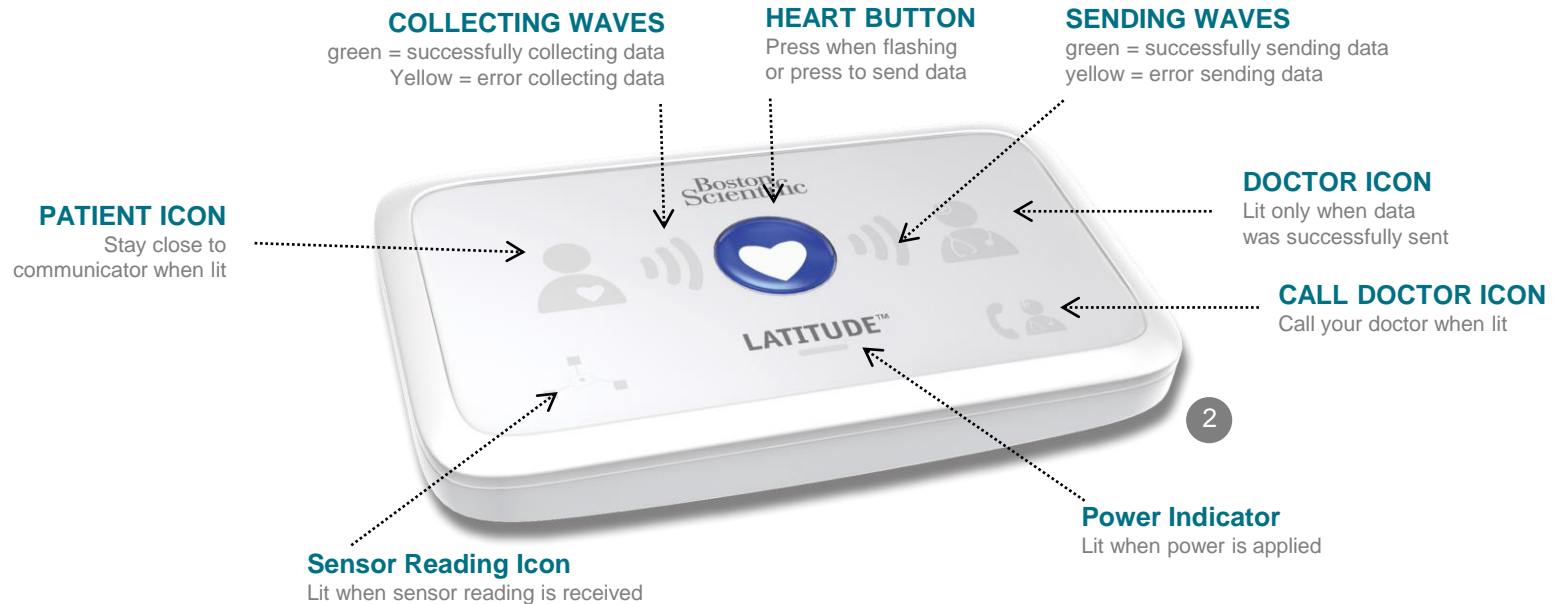 COLLECTING WAVES
green = successfully collecting data
Yellow = error collecting data
HEART BUTTON
Press when flashing
or press to send data
SENDING WAVES
green = successfully sending data
yellow = error sending data
PATIENT ICON
Stay close to
communicator when lit
Boston
Scientific
DOCTOR ICON
Lit only when data
was successfully sent
CALL DOCTOR ICON
Call your doctor when lit
LATITUDE™
2
Sensor Reading Icon
Lit when sensor reading is received
Power Indicator
Lit when power is applied